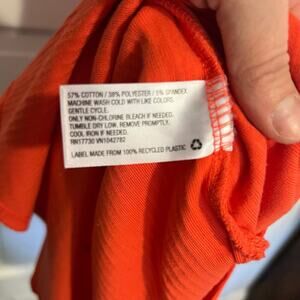 57% COTTON / 38% POLYESTER / 5% SPANDEX
MACHINE WASH COLD WITH LIKE COLORS.
GENTLE CYCLE.
ONLY NON-CHLORINE BLEACH IF NEEDED.
TUMBLE DRY LOW. REMOVE PROMPTLY.
COOL IRON IF NEEDED.
RN17730 VN1042782
LABEL MADE FROM 100% RECYCLED PLASTIC